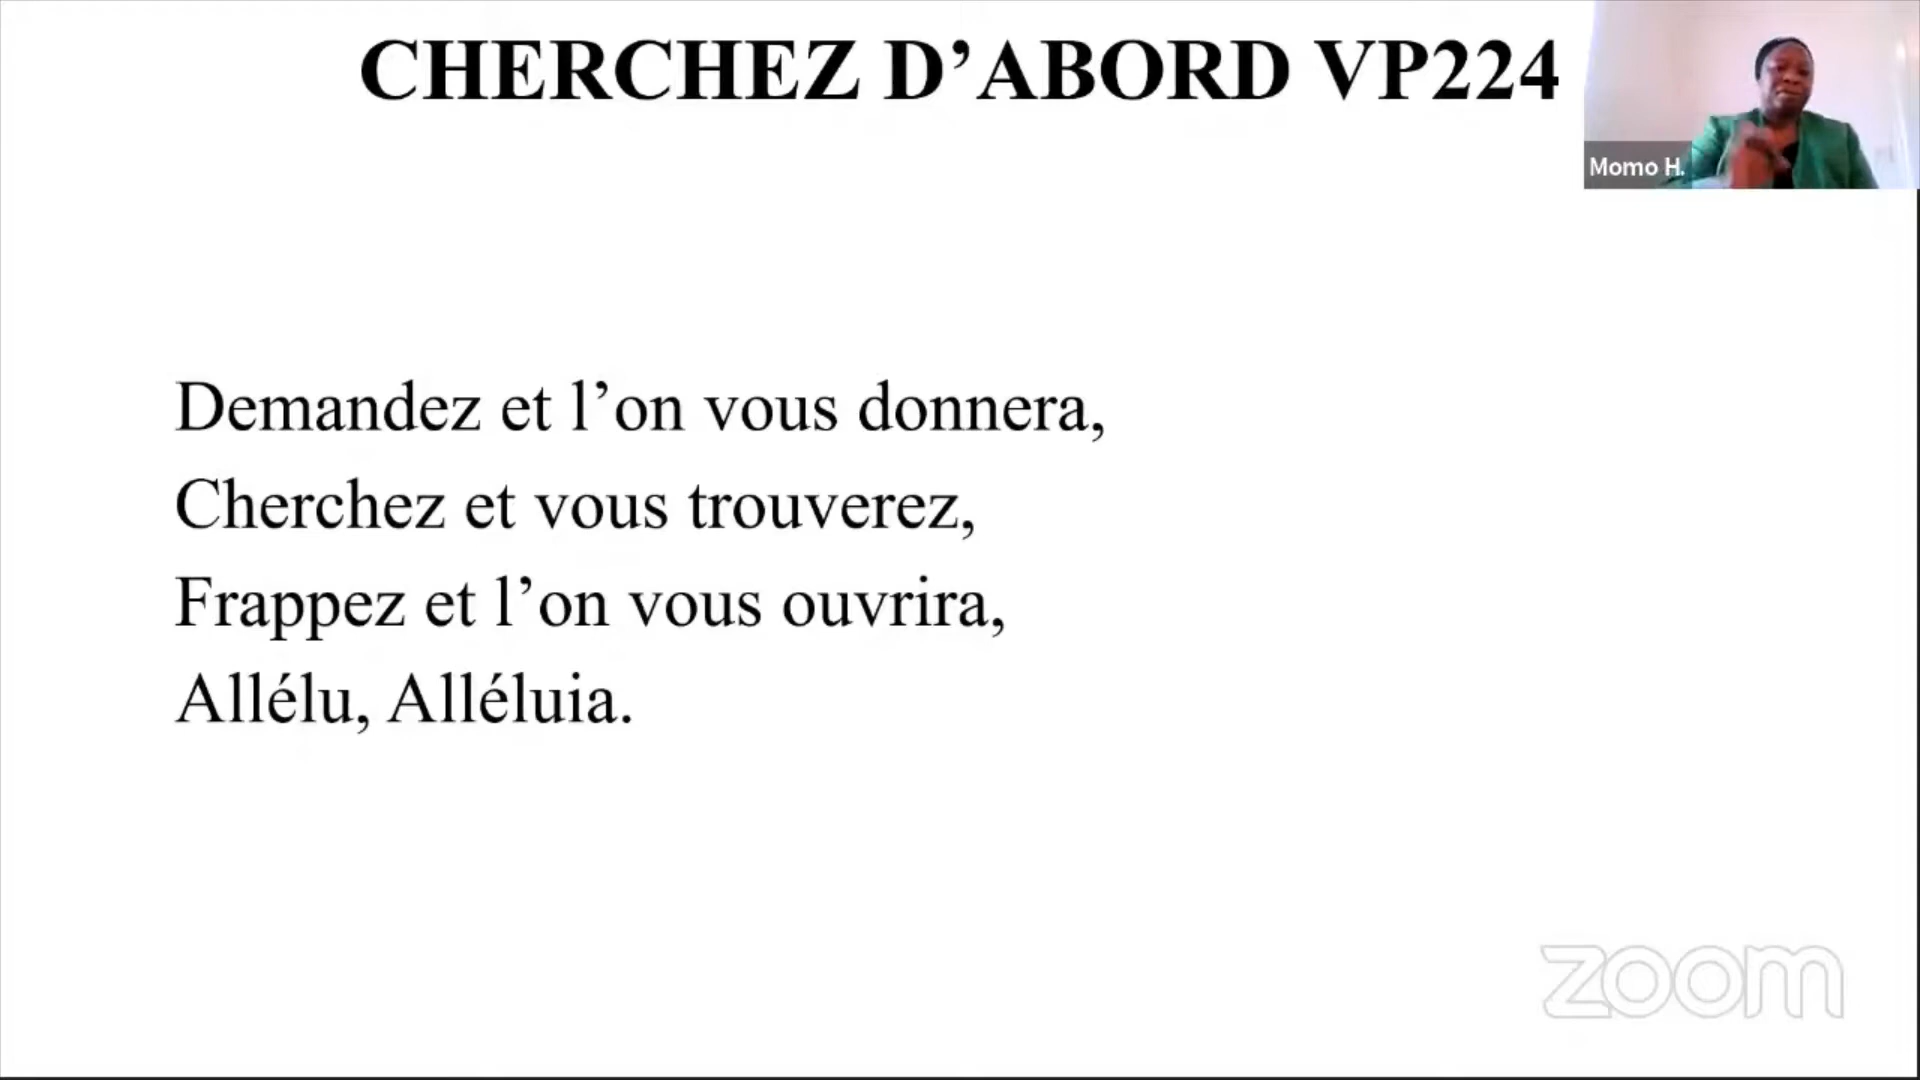 CHERCHEZ D’ABORD VP224
Momo H.
Demandez et l’on vous donnera,
Cherchez et vous trouverez,
Frappez et l’on vous ouvrira,
Allélu, Alléluia.
zoom